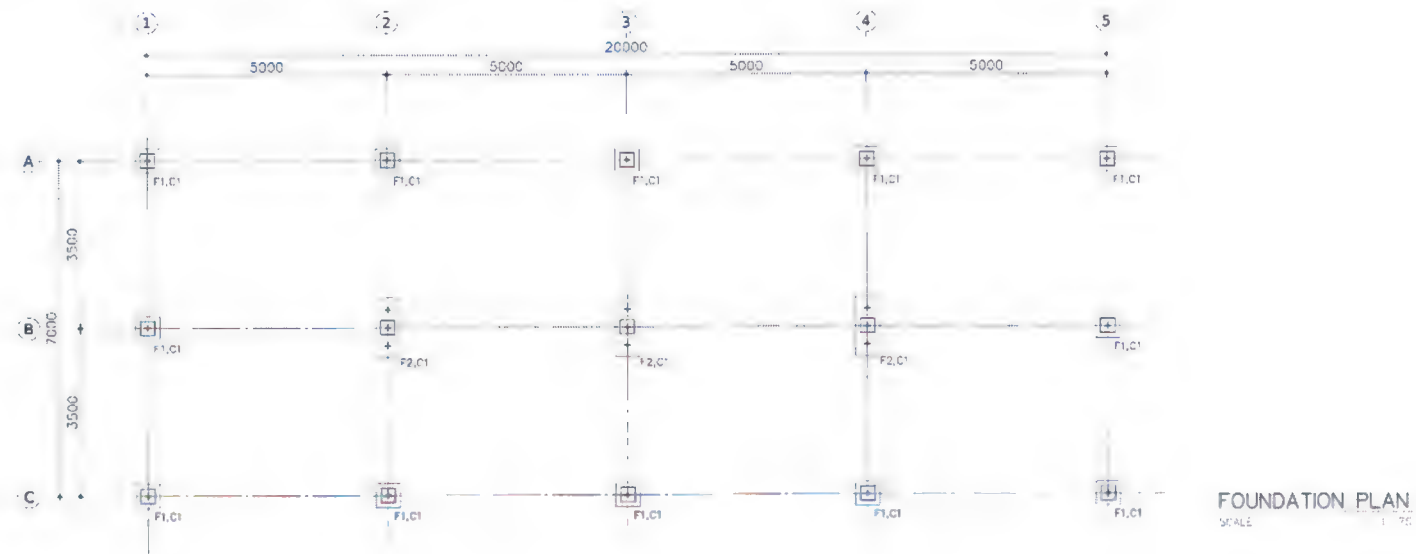 1 2 3 4 5
20000
5000 5000 5000 5000
A
F1,C1 F1,C1 F1,C1 F1,C1 F1,C1
3500
7000
B
F1,C1 F2,C1 F2,C1 F2,C1 F1,C1
3500
C
F1,C1 F1,C1 F1,C1 F1,C1 F1,C1
FOUNDATION PLAN
SCALE